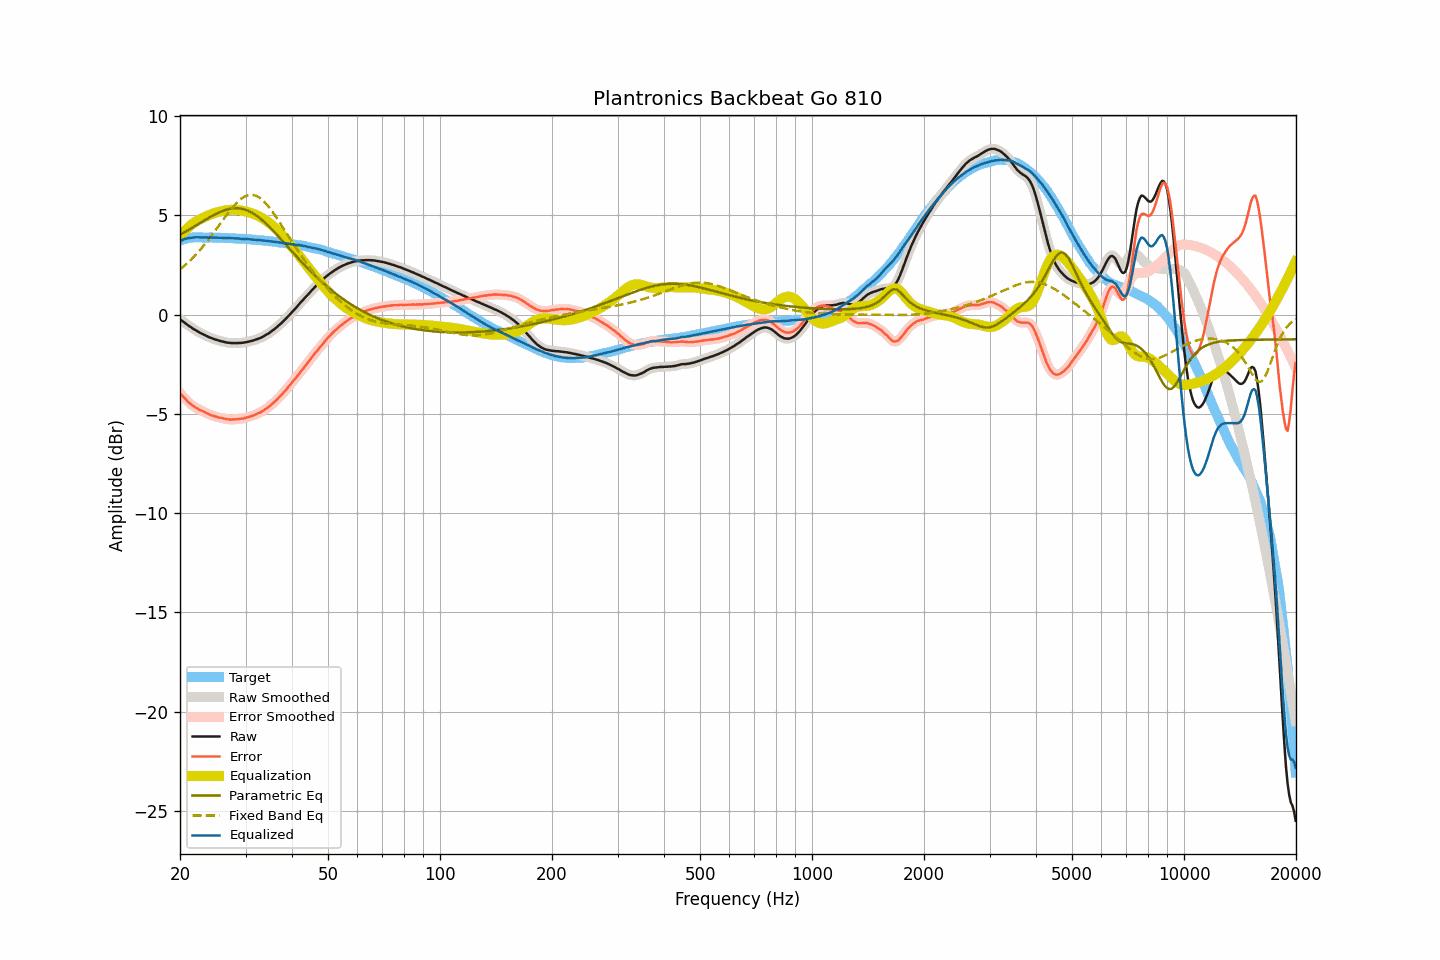 Plantronics Backbeat Go 810
10
5
0
−5
−10
−15
−20
−25
Amplitude (dBr)
Target
Raw Smoothed
Error Smoothed
Raw
Error
Equalization
Parametric Eq
Fixed Band Eq
Equalized
20 50 100 200 500 1000 2000 5000 10000 20000
Frequency (Hz)